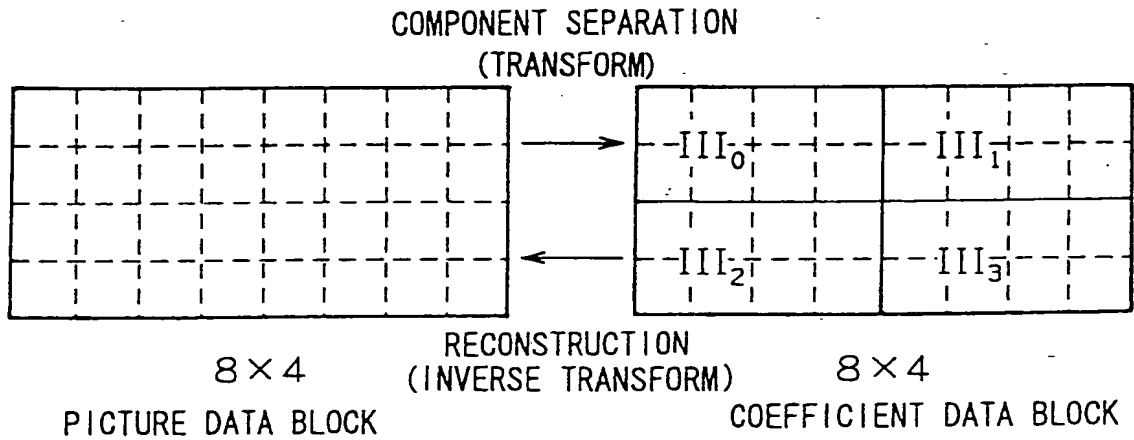 COMPONENT SEPARATION
(TRANSFORM)
III₀ III₁
III₂ III₃
RECONSTRUCTION
(INVERSE TRANSFORM)
8×4
PICTURE DATA BLOCK
8×4
COEFFICIENT DATA BLOCK